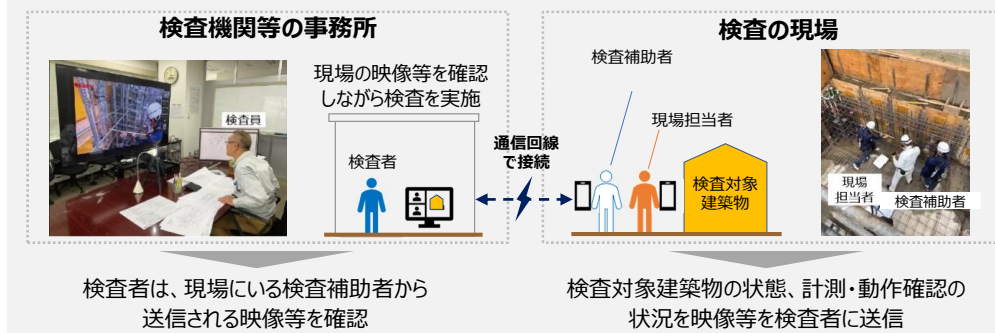 検査機関等の事務所
検査員
現場の映像等を確認
しながら検査を実施
検査者
通信回線
で接続
検査の現場
検査補助者
現場担当者
検査対象
建築物
現場
担当者
検査補助者
検査者は、現場にいる検査補助者から
送信される映像等を確認
検査対象建築物の状態、計測・動作確認の
状況を映像等を検査者に送信